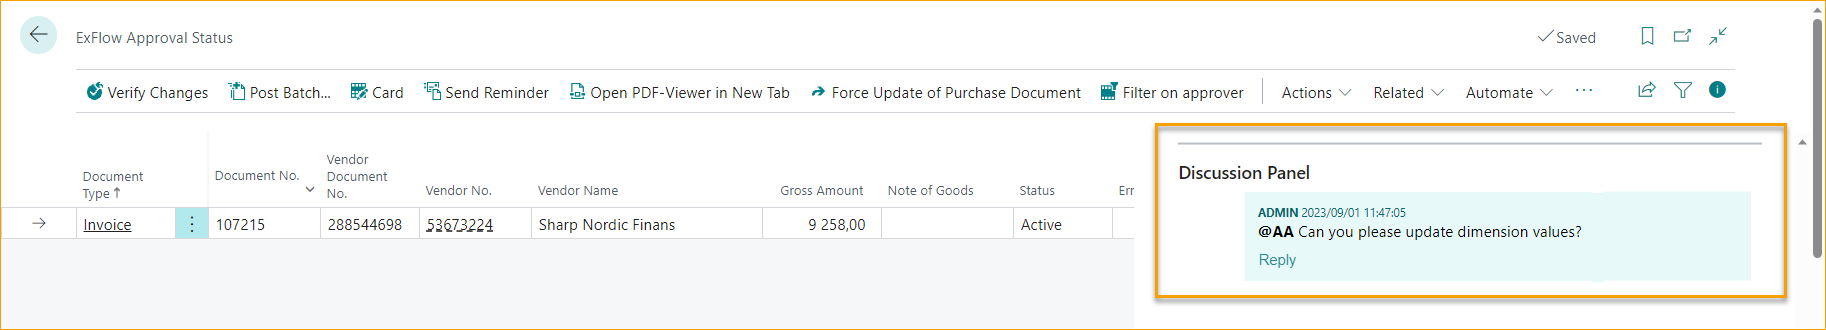 ExFlow Approval Status
Saved
Verify Changes Post Batch... Card Send Reminder Open PDF-Viewer in New Tab Force Update of Purchase Document Filter on approver Actions Related Automate ...
Document Type ↑ Document No. Vendor Document No. Vendor No. Vendor Name Gross Amount Note of Goods Status Err
Invoice 107215 288544698 53673224 Sharp Nordic Finans 9 258,00 Active
Discussion Panel
ADMIN 2023/09/01 11:47:05
@AA Can you please update dimension values?
Reply